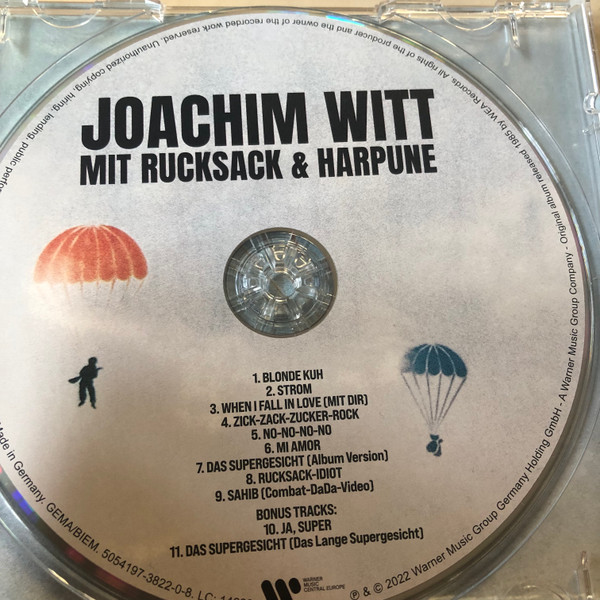 JOACHIM WITT
MIT RUCKSACK & HARPUNE
1. BLONDE KUH
2. STROM
3. WHEN I FALL IN LOVE (MIT DIR)
4. ZICK-ZACK-ZUCKER-ROCK
5. NO-NO-NO-NO
6. MI AMOR
7. DAS SUPERGESICHT (Album Version)
8. RUCKSACK-IDIOT
9. SAHIB (Combat-DaDa-Video)
BONUS TRACKS:
10. JA, SUPER
11. DAS SUPERGESICHT (Das Lange Supergesicht)
WARNER
MUSIC
CENTRAL EUROPE
Made in Germany. GEMA/BIEM. 5054197-3822-0-8. LC:
℗ & © 2022 Warner Music Group Germany Holding GmbH - A Warner Music Group Company - Original album released 1985 by WEA Records. All rights of the producer and the owner of the recorded work reserved. Unauthorized copying, hiring, lending, public